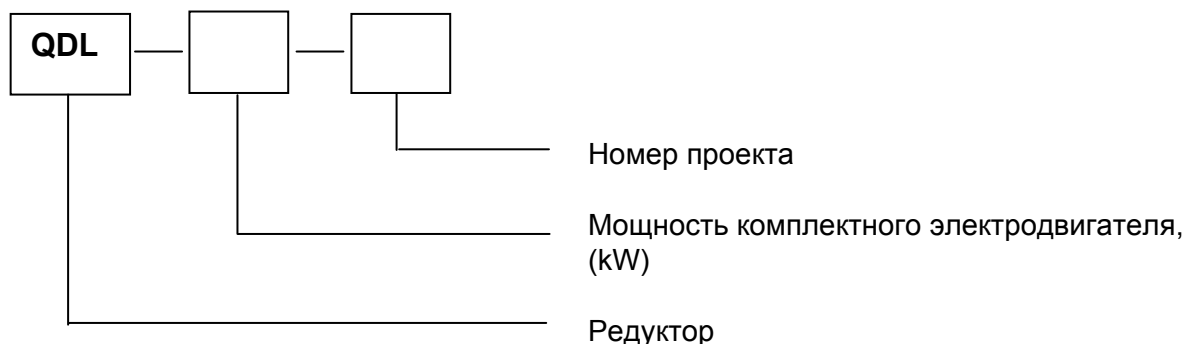 QDL
Номер проекта
Мощность комплектного электродвигателя,
(kW)
Редуктор